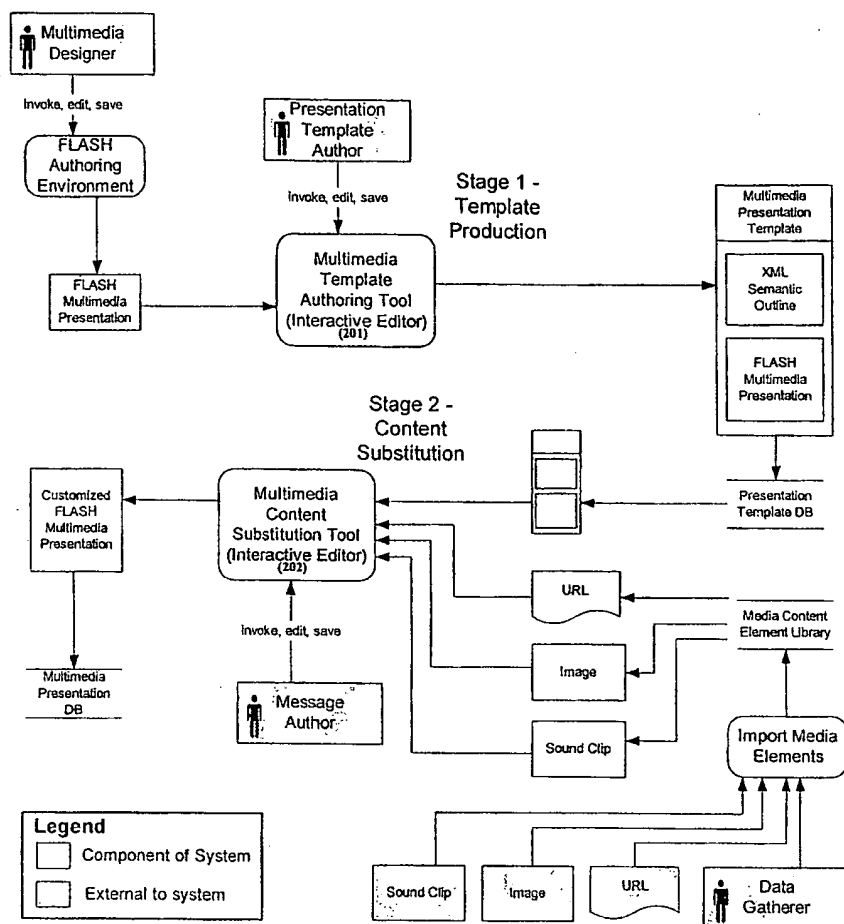 Multimedia
Designer
Invoke, edit, save
FLASH
Authoring
Environment
FLASH
Multimedia
Presentation
Presentation
Template
Author
Invoke, edit, save
Stage 1 -
Template
Production
Multimedia
Template
Authoring Tool
(Interactive Editor)
(201)
Multimedia
Presentation
Template
XML
Semantic
Outline
FLASH
Multimedia
Presentation
Stage 2 -
Content
Substitution
Presentation
Template DB
Customized
FLASH
Multimedia
Presentation
Multimedia
Content
Substitution Tool
(Interactive Editor)
(202)
URL
Media Content
Element Library
Invoke, edit, save
Image
Multimedia
Presentation
DB
Message
Author
Sound Clip
Import Media
Elements
Legend
Component of System
External to system
Sound Clip
Image
URL
Data
Gatherer